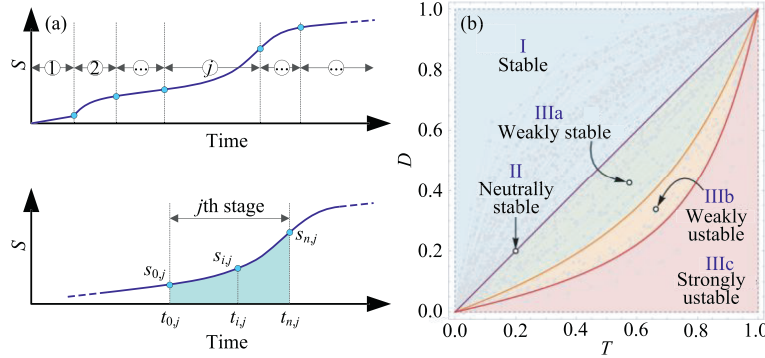 (a)
S
1 2 ... j ... ...
Time
S
jth stage
s0,j
si,j
sn,j
t0,j ti,j tn,j
Time
(b)
1.0
0.8
0.6
0.4
0.2
0.0
D
I
Stable
IIIa
Weakly stable
II
Neutrally
stable
IIIb
Weakly
ustable
IIIc
Strongly
ustable
0.0 0.2 0.4 0.6 0.8 1.0
T